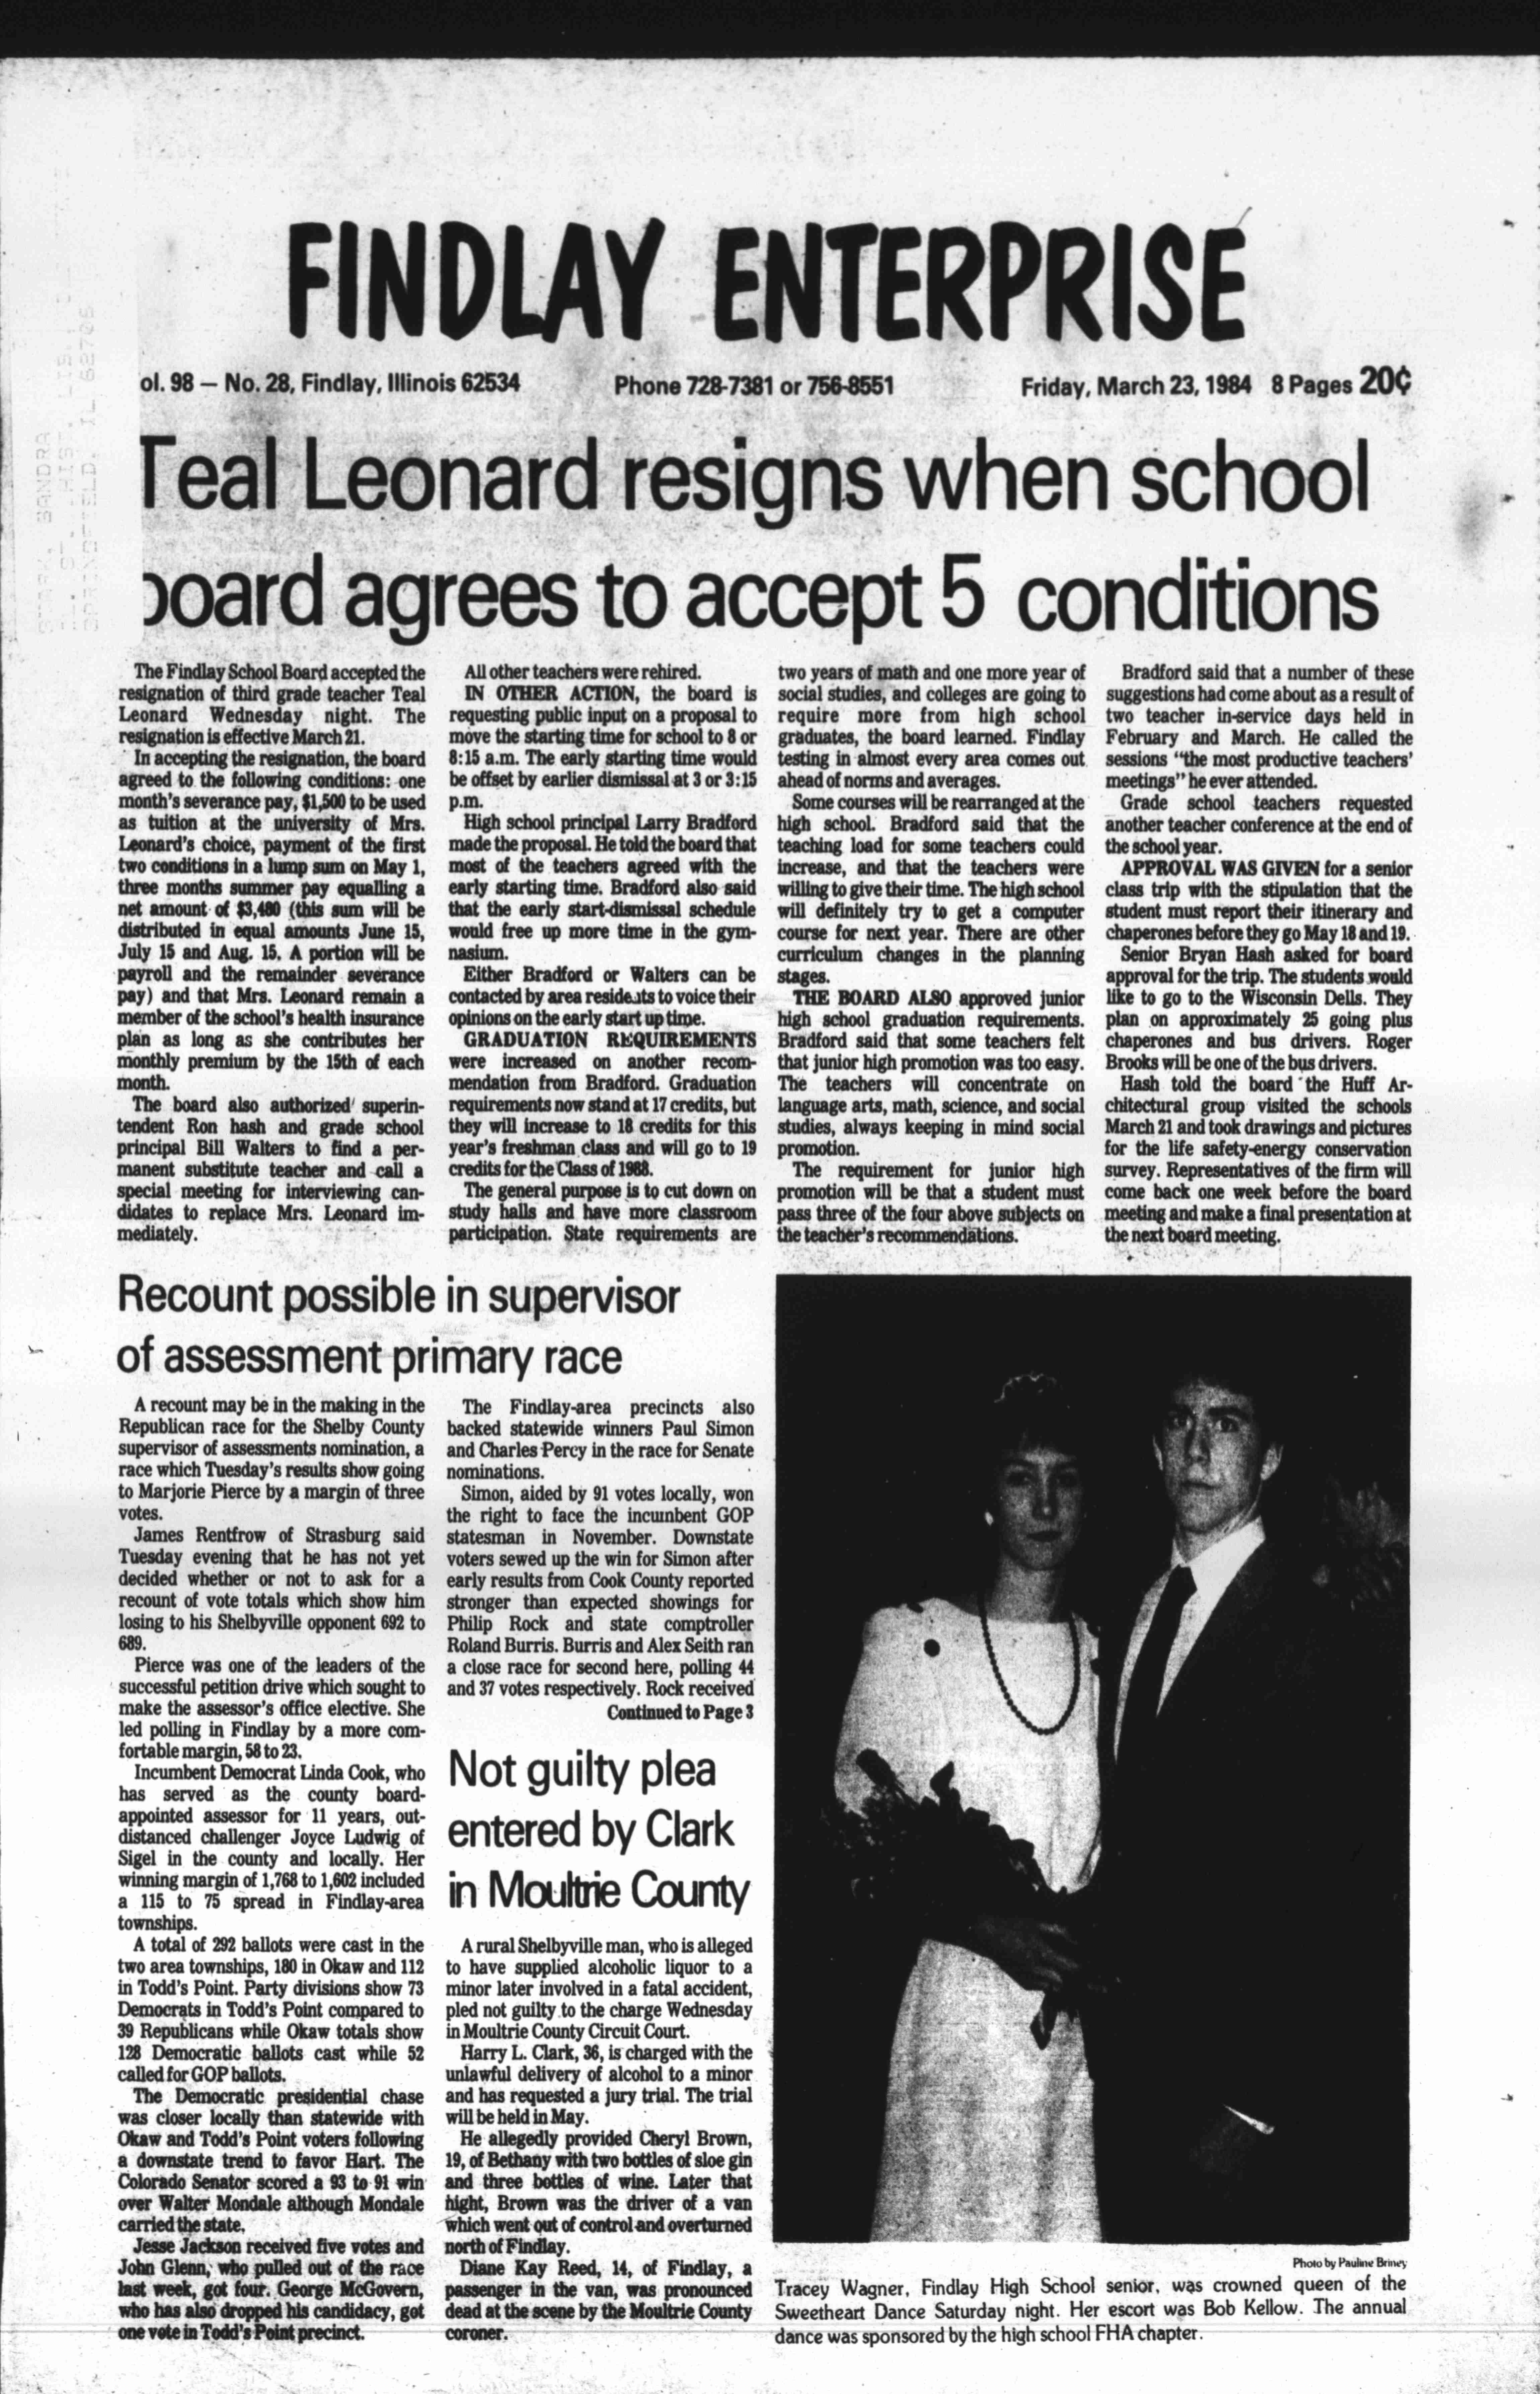 FINDLAY ENTERPRISE
ol. 98 — No. 28, Findlay, Illinois 62534
Phone 728-7381 or 756-8551
Friday, March 23, 1984 8 Pages 20¢
Teal Leonard resigns when school
board agrees to accept 5 conditions
The Findlay School Board accepted the
resignation of third grade teacher Teal
Leonard Wednesday night. The
resignation is effective March 21.
In accepting the resignation, the board
agreed to the following conditions: one
month's severance pay, $1,500 to be used
as tuition at the university of Mrs.
Leonard's choice, payment of the first
two conditions in a lump sum on May 1,
three months summer pay equalling a
net amount of $3,480 (this sum will be
distributed in equal amounts June 15,
July 15 and Aug. 15. A portion will be
payroll and the remainder severance
pay) and that Mrs. Leonard remain a
member of the school's health insurance
plan as long as she contributes her
monthly premium by the 15th of each
month.
The board also authorized superin-
tendent Ron hash and grade school
principal Bill Walters to find a per-
manent substitute teacher and call a
special meeting for interviewing can-
didates to replace Mrs. Leonard im-
mediately.
All other teachers were rehired.
IN OTHER ACTION, the board is
requesting public input on a proposal to
move the starting time for school to 8 or
8:15 a.m. The early starting time would
be offset by earlier dismissal at 3 or 3:15
p.m.
High school principal Larry Bradford
made the proposal. He told the board that
most of the teachers agreed with the
early starting time. Bradford also said
that the early start-dismissal schedule
would free up more time in the gym-
nasium.
Either Bradford or Walters can be
contacted by area residents to voice their
opinions on the early start up time.
GRADUATION REQUIREMENTS
were increased on another recom-
mendation from Bradford. Graduation
requirements now stand at 17 credits, but
they will increase to 18 credits for this
year's freshman class and will go to 19
credits for the Class of 1988.
The general purpose is to cut down on
study halls and have more classroom
participation. State requirements are
two years of math and one more year of
social studies, and colleges are going to
require more from high school
graduates, the board learned. Findlay
testing in almost every area comes out
ahead of norms and averages.
Some courses will be rearranged at the
high school. Bradford said that the
teaching load for some teachers could
increase, and that the teachers were
willing to give their time. The high school
will definitely try to get a computer
course for next year. There are other
curriculum changes in the planning
stages.
THE BOARD ALSO approved junior
high school graduation requirements.
Bradford said that some teachers felt
that junior high promotion was too easy.
The teachers will concentrate on
language arts, math, science, and social
studies, always keeping in mind social
promotion.
The requirement for junior high
promotion will be that a student must
pass three of the four above subjects on
the teacher's recommendations.
Bradford said that a number of these
suggestions had come about as a result of
two teacher in-service days held in
February and March. He called the
sessions "the most productive teachers'
meetings" he ever attended.
Grade school teachers requested
another teacher conference at the end of
the school year.
APPROVAL WAS GIVEN for a senior
class trip with the stipulation that the
student must report their itinerary and
chaperones before they go May 18 and 19.
Senior Bryan Hash asked for board
approval for the trip. The students would
like to go to the Wisconsin Dells. They
plan on approximately 25 going plus
chaperones and bus drivers. Roger
Brooks will be one of the bus drivers.
Hash told the board the Huff Ar-
chitectural group visited the schools
March 21 and took drawings and pictures
for the life safety-energy conservation
survey. Representatives of the firm will
come back one week before the board
meeting and make a final presentation at
the next board meeting.
Recount possible in supervisor
of assessment primary race
A recount may be in the making in the
Republican race for the Shelby County
supervisor of assessments nomination, a
race which Tuesday's results show going
to Marjorie Pierce by a margin of three
votes.
James Rentfrow of Strasburg said
Tuesday evening that he has not yet
decided whether or not to ask for a
recount of vote totals which show him
losing to his Shelbyville opponent 692 to
689.
Pierce was one of the leaders of the
successful petition drive which sought to
make the assessor's office elective. She
led polling in Findlay by a more com-
fortable margin, 58 to 23.
Incumbent Democrat Linda Cook, who
has served as the county board-
appointed assessor for 11 years, out-
distanced challenger Joyce Ludwig of
Sigel in the county and locally. Her
winning margin of 1,768 to 1,602 included
a 115 to 75 spread in Findlay-area
townships.
A total of 292 ballots were cast in the
two area townships, 180 in Okaw and 112
in Todd's Point. Party divisions show 73
Democrats in Todd's Point compared to
39 Republicans while Okaw totals show
128 Democratic ballots cast while 52
called for GOP ballots.
The Democratic presidential chase
was closer locally than statewide with
Okaw and Todd's Point voters following
a downstate trend to favor Hart. The
Colorado Senator scored a 93 to 91 win
over Walter Mondale although Mondale
carried the state.
Jesse Jackson received five votes and
John Glenn, who pulled out of the race
last week, got four. George McGovern,
who has also dropped his candidacy, got
one vote in Todd's Point precinct.
The Findlay-area precincts also
backed statewide winners Paul Simon
and Charles Percy in the race for Senate
nominations.
Simon, aided by 91 votes locally, won
the right to face the incumbent GOP
statesman in November. Downstate
voters sewed up the win for Simon after
early results from Cook County reported
stronger than expected showings for
Philip Rock and state comptroller
Roland Burris. Burris and Alex Seith ran
a close race for second here, polling 44
and 37 votes respectively. Rock received
Continued to Page 3
Not guilty plea
entered by Clark
in Moultrie County
A rural Shelbyville man, who is alleged
to have supplied alcoholic liquor to a
minor later involved in a fatal accident,
pled not guilty to the charge Wednesday
in Moultrie County Circuit Court.
Harry L. Clark, 36, is charged with the
unlawful delivery of alcohol to a minor
and has requested a jury trial. The trial
will be held in May.
He allegedly provided Cheryl Brown,
19, of Bethany with two bottles of sloe gin
and three bottles of wine. Later that
night, Brown was the driver of a van
which went out of control and overturned
north of Findlay.
Diane Kay Reed, 14, of Findlay, a
passenger in the van, was pronounced
dead at the scene by the Moultrie County
coroner.
Photo by Pauline Briney
Tracey Wagner, Findlay High School senior, was crowned queen of the
Sweetheart Dance Saturday night. Her escort was Bob Kellow. The annual
dance was sponsored by the high school FHA chapter.